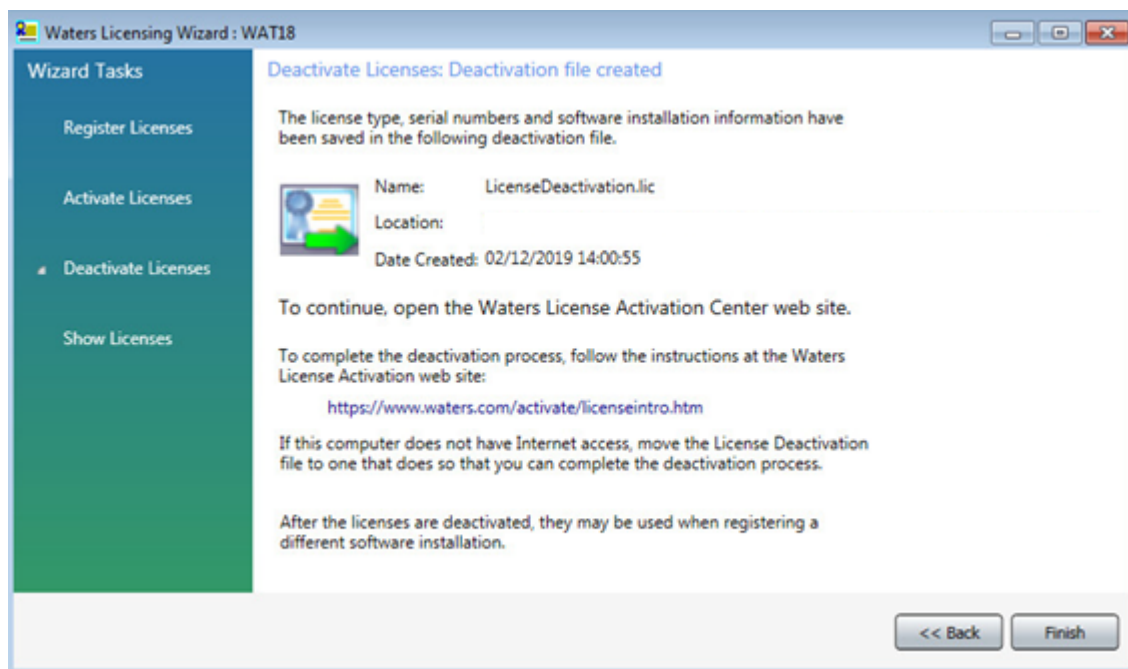 Waters Licensing Wizard : WAT18
Wizard Tasks
Register Licenses
Activate Licenses
Deactivate Licenses
Show Licenses
Deactivate Licenses: Deactivation file created
The license type, serial numbers and software installation information have
been saved in the following deactivation file.
Name: LicenseDeactivation.lic
Location:
Date Created: 02/12/2019 14:00:55
To continue, open the Waters License Activation Center web site.
To complete the deactivation process, follow the instructions at the Waters
License Activation web site:
https://www.waters.com/activate/licenseintro.htm
If this computer does not have Internet access, move the License Deactivation
file to one that does so that you can complete the deactivation process.
After the licenses are deactivated, they may be used when registering a
different software installation.
<< Back
Finish